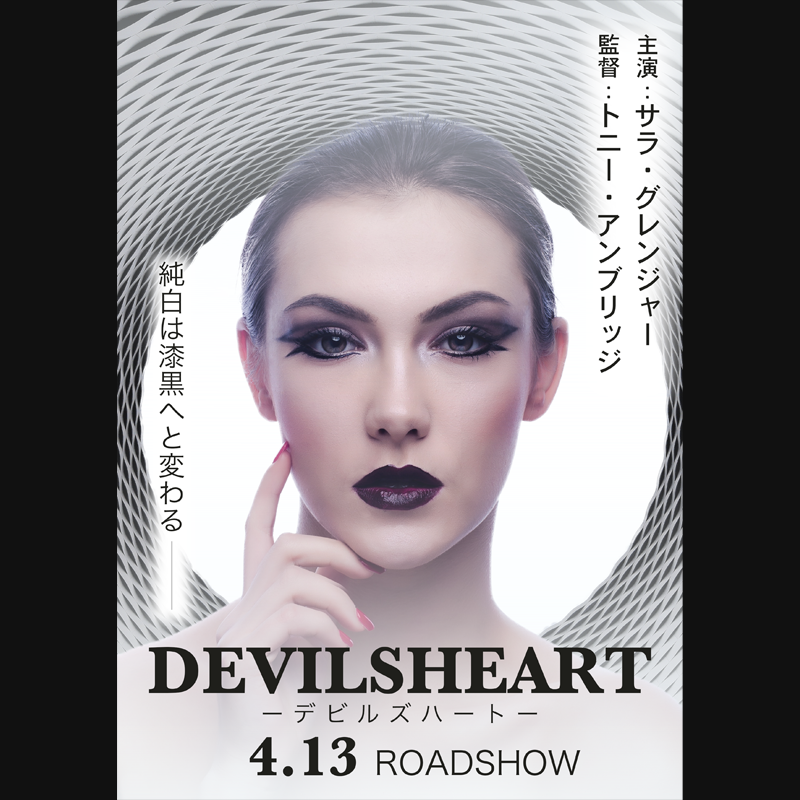 主演：サラ・グレンジャー
監督：トニー・アンブリッジ
純白は漆黒へと変わる――
DEVILSHEART
ーデビルズハートー
4.13 ROADSHOW